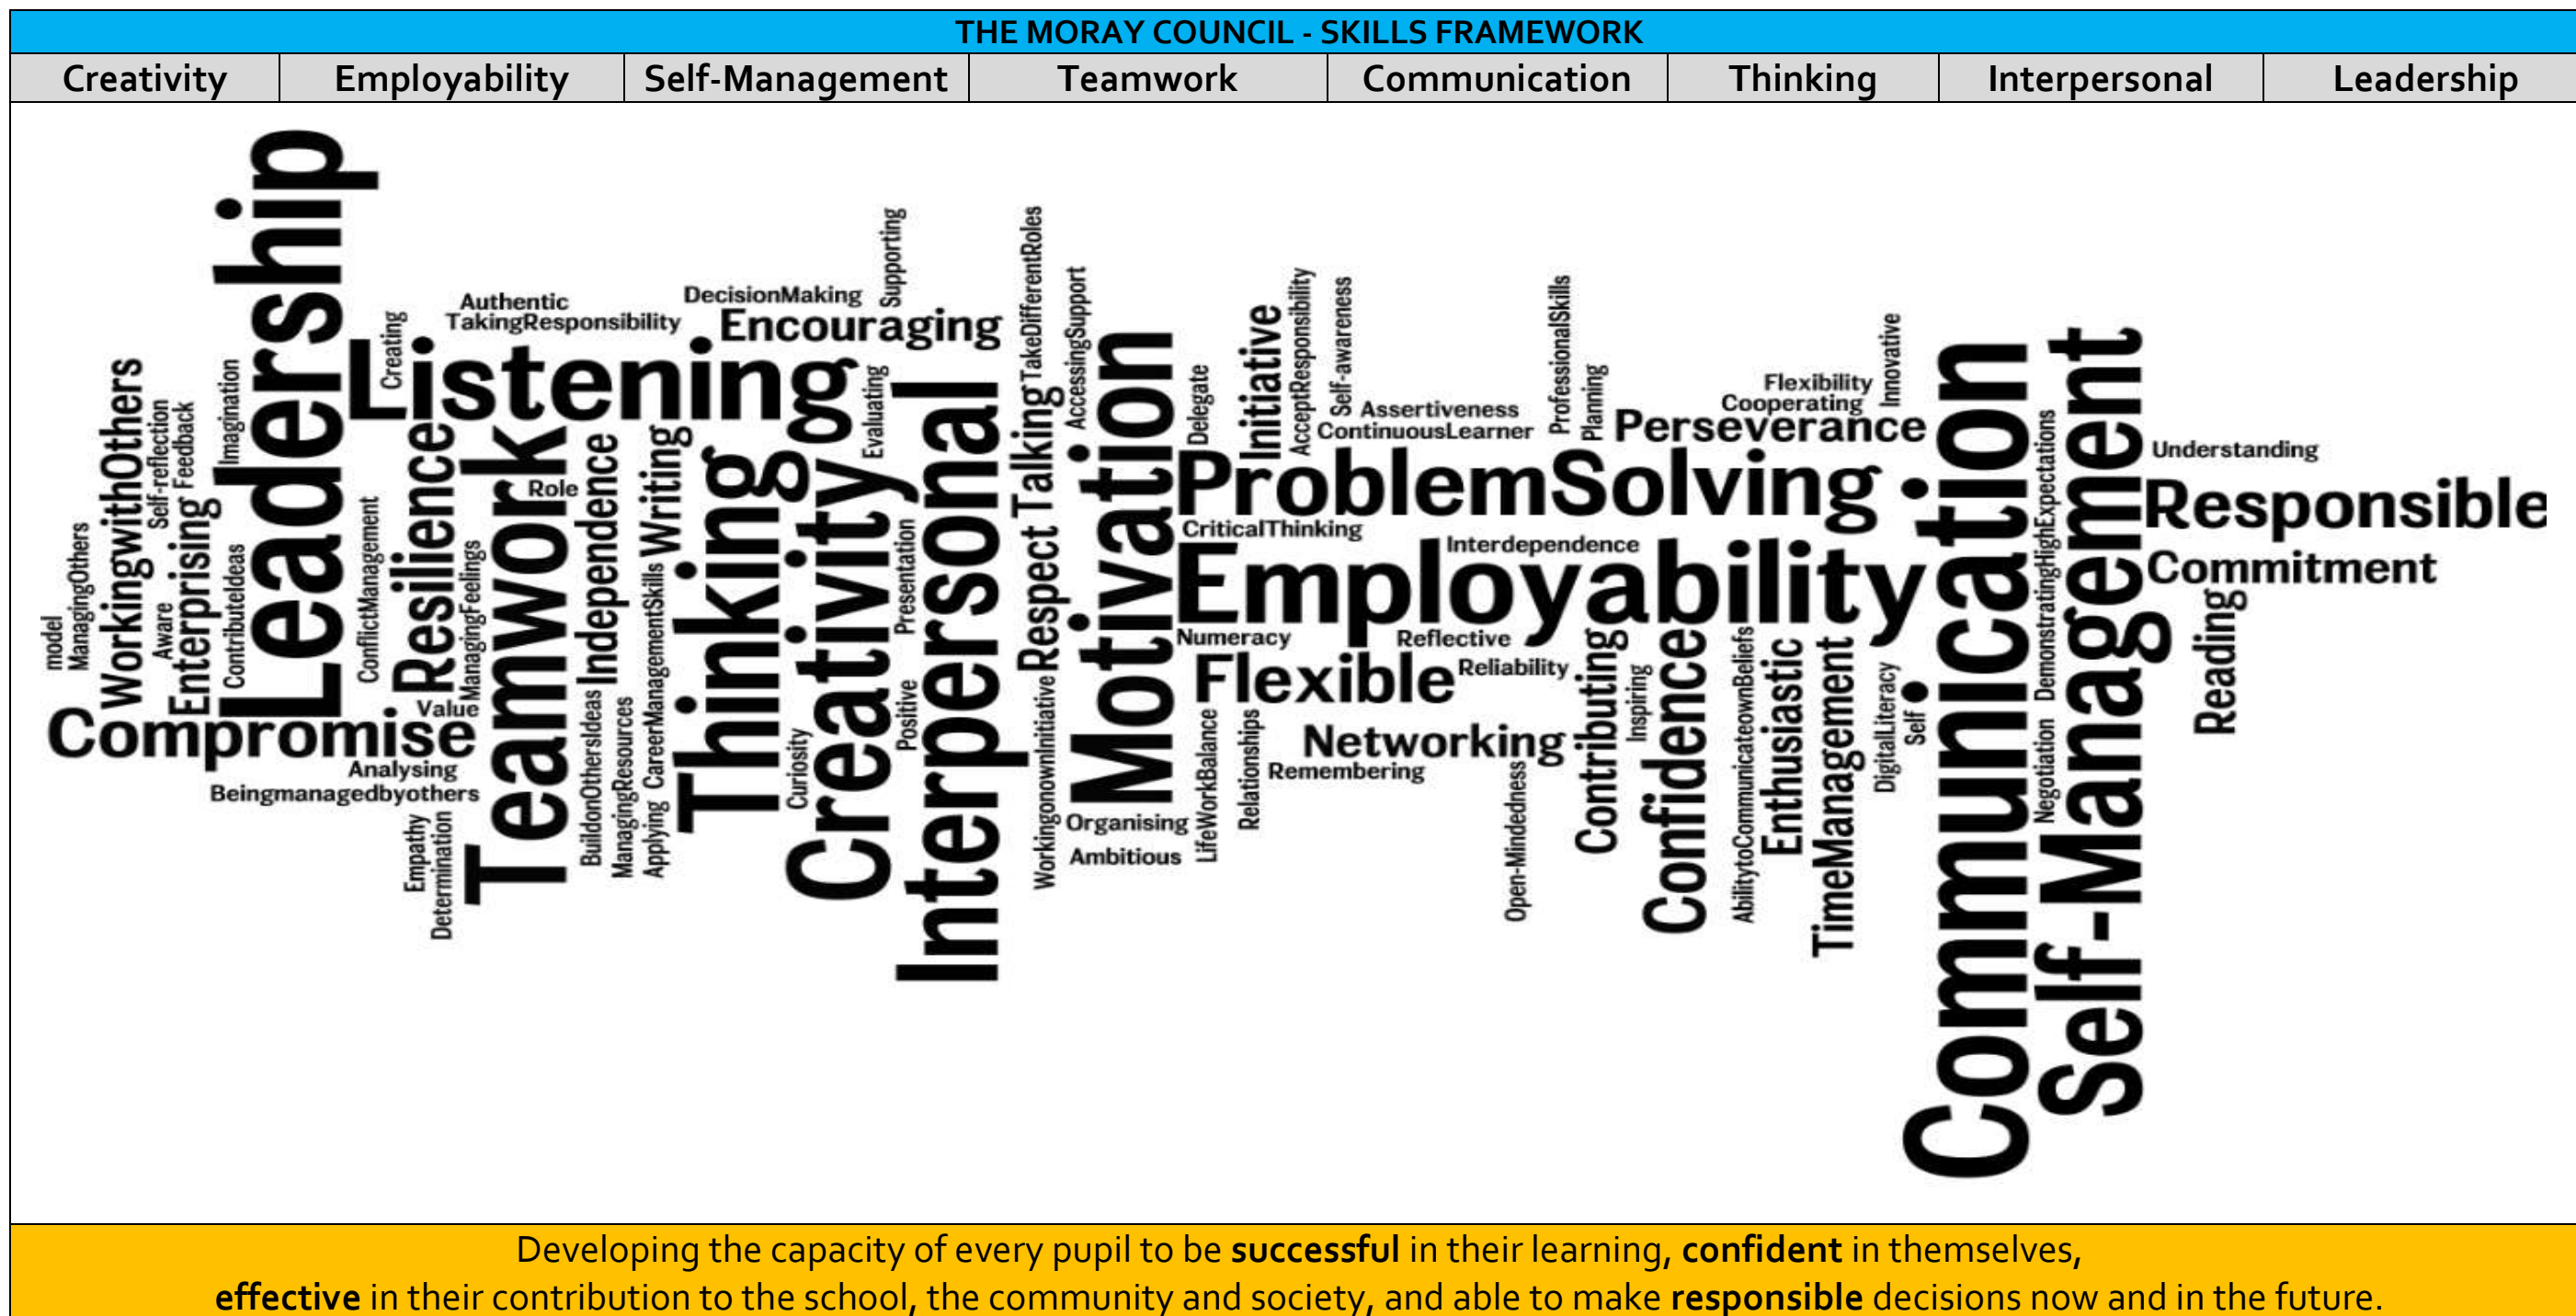 THE MORAY COUNCIL - SKILLS FRAMEWORK
Creativity Employability Self-Management Teamwork Communication Thinking Interpersonal Leadership
model
ManagingOthers
WorkingwithOthers
Self-reflection
Feedback
Aware
Enterprising
Imagination
ContributeIdeas
Leadership
Compromise
Analysing
Beingmanagedbyothers
Empathy
Determination
ConflictManagement
Creating
Authentic
TakingResponsibility
Listening
Resilience
ManagingFeelings
Value
Teamwork
Role
Independence
BuildonOthersIdeas
ManagingResources
Writing
CareerManagementSkills
Applying
DecisionMaking
Encouraging
Supporting
Thinking
Curiosity
Creativity
Evaluating
Presentation
Positive
Interpersonal
TakeDifferentRoles
Talking
Respect
WorkingonownInitiative
AccessingSupport
Motivation
Organising
Ambitious
Delegate
Initiative
AcceptResponsibility
Self-awareness
Assertiveness
ContinuousLearner
ProfessionalSkills
Planning
Perseverance
Flexibility
Cooperating
Innovative
ProblemSolving
CriticalThinking
Interdependence
Employability
Numeracy
Reflective
Flexible
Reliability
LifeWorkBalance
Relationships
Networking
Remembering
Open-Mindedness
Contributing
Inspiring
Confidence
AbilitytoCommunicateownBeliefs
Enthusiastic
TimeManagement
DigitalLiteracy
Self
Communication
DemonstratingHighExpectations
Negotiation
Self-Management
Understanding
Responsible
Commitment
Reading
Developing the capacity of every pupil to be successful in their learning, confident in themselves,
effective in their contribution to the school, the community and society, and able to make responsible decisions now and in the future.